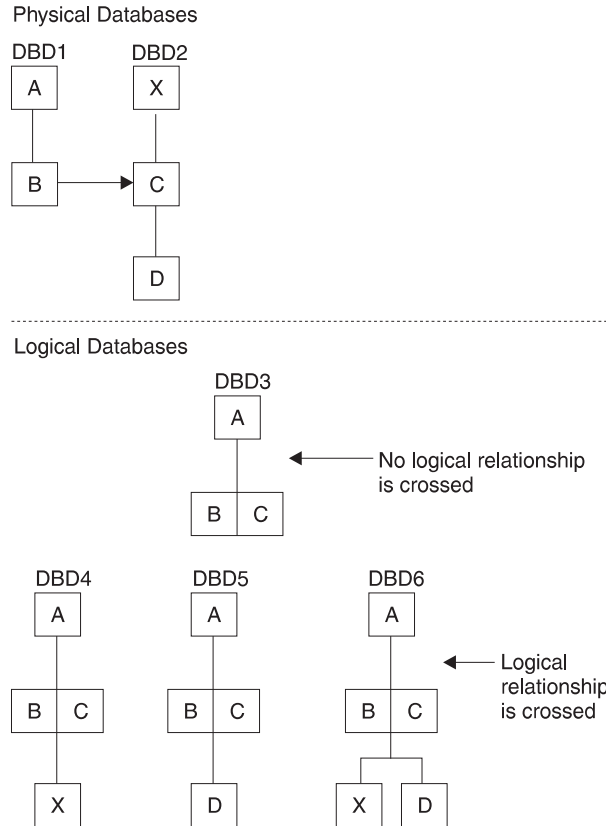 Physical Databases
DBD1 DBD2
A X
B C
D
Logical Databases
DBD3
A
No logical relationship
is crossed
B C
DBD4 DBD5 DBD6
A A A
Logical
relationship
is crossed
B C B C B C
X D X D